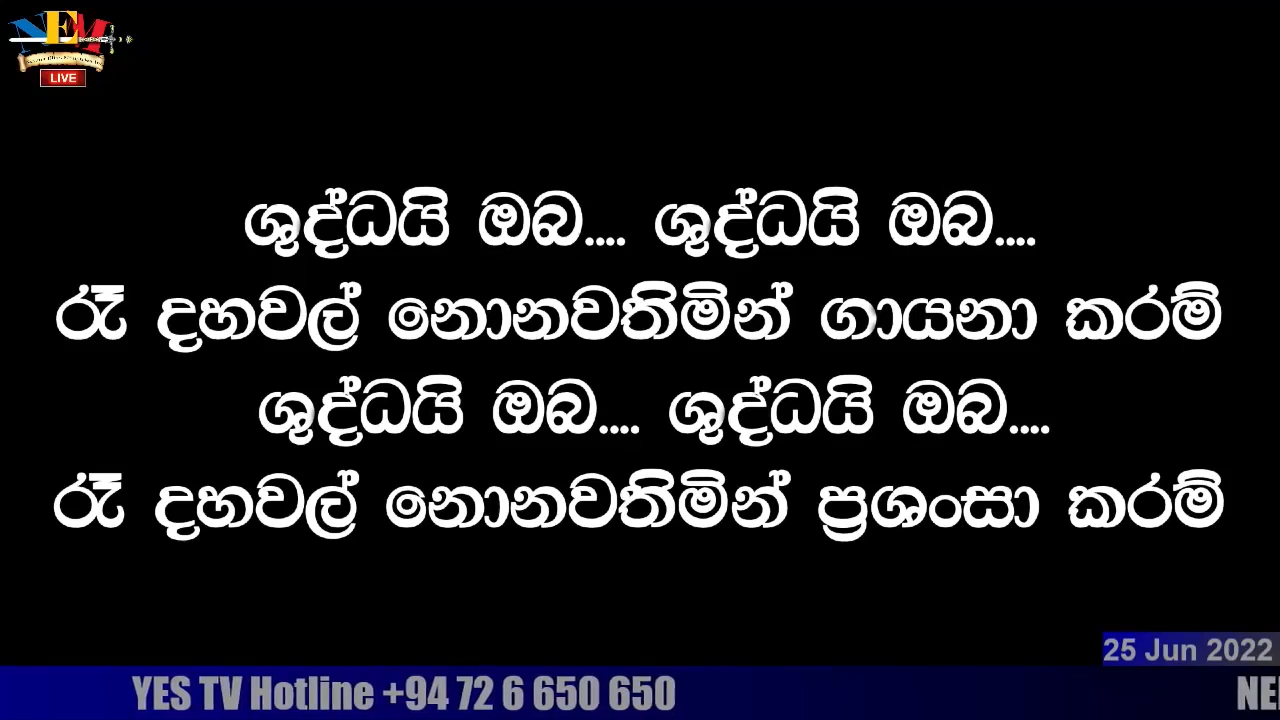 NEM
LIVE
ශුද්ධයි ඔබ.... ශුද්ධයි ඔබ....
රෑ දහවල් නොනවතිමින් ගායනා කරම්
ශුද්ධයි ඔබ.... ශුද්ධයි ඔබ....
රෑ දහවල් නොනවතිමින් ප්‍රශංසා කරම්
25 Jun 2022
YES TV Hotline +94 72 6 650 650